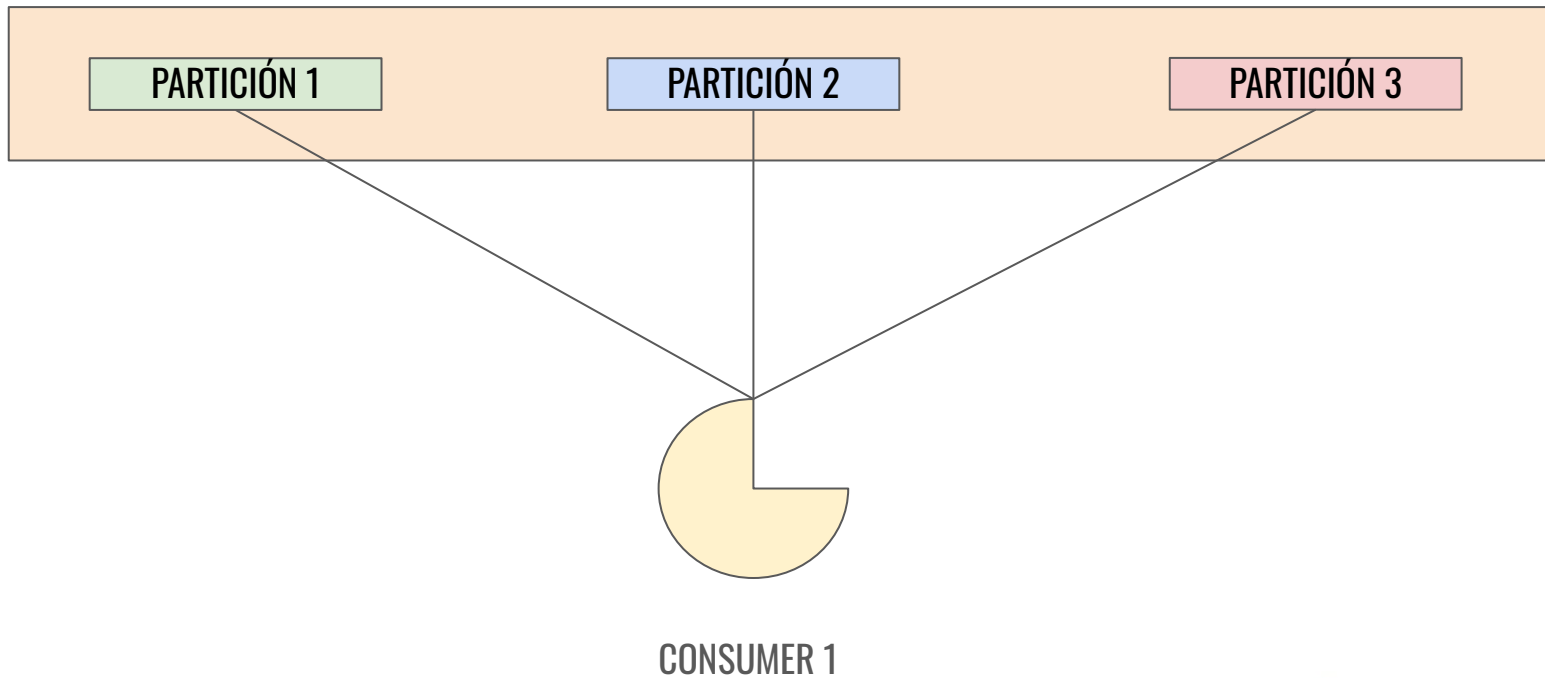 PARTICIÓN 1
PARTICIÓN 2
PARTICIÓN 3
CONSUMER 1